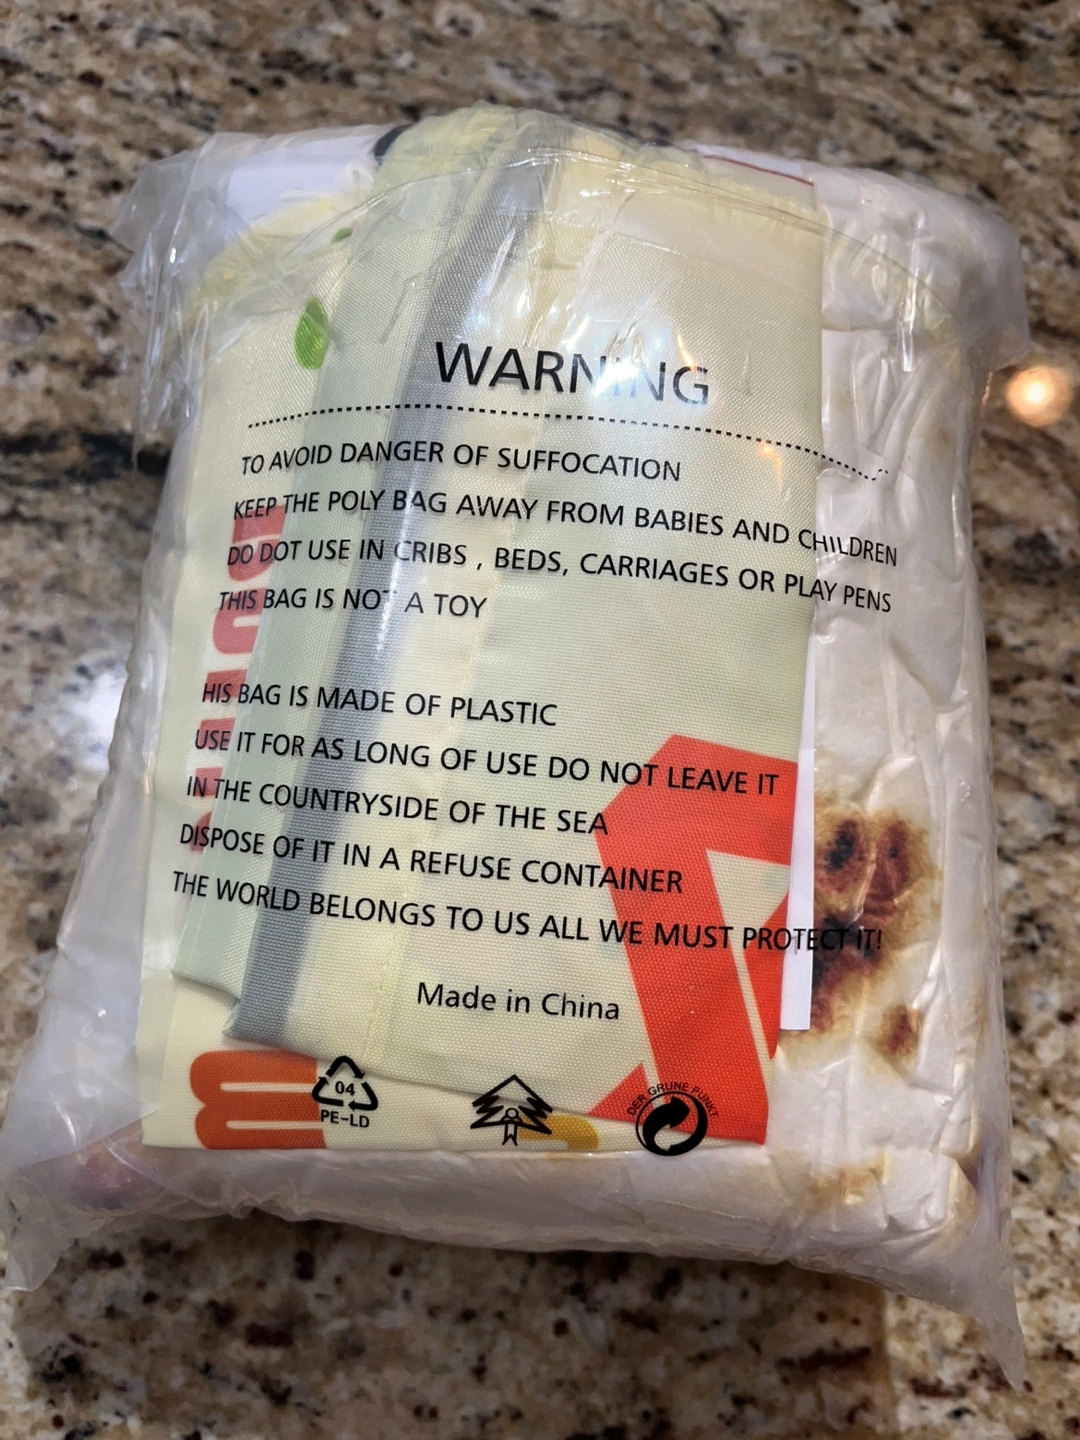 WARNING
TO AVOID DANGER OF SUFFOCATION
KEEP THE POLY BAG AWAY FROM BABIES AND CHILDREN
DO DOT USE IN CRIBS , BEDS, CARRIAGES OR PLAY PENS
THIS BAG IS NOT A TOY
HIS BAG IS MADE OF PLASTIC
USE IT FOR AS LONG OF USE DO NOT LEAVE IT
IN THE COUNTRYSIDE OF THE SEA
DISPOSE OF IT IN A REFUSE CONTAINER
THE WORLD BELONGS TO US ALL WE MUST PROTECT IT!
Made in China
04
PE-LD
DER GRUNE PUNKT